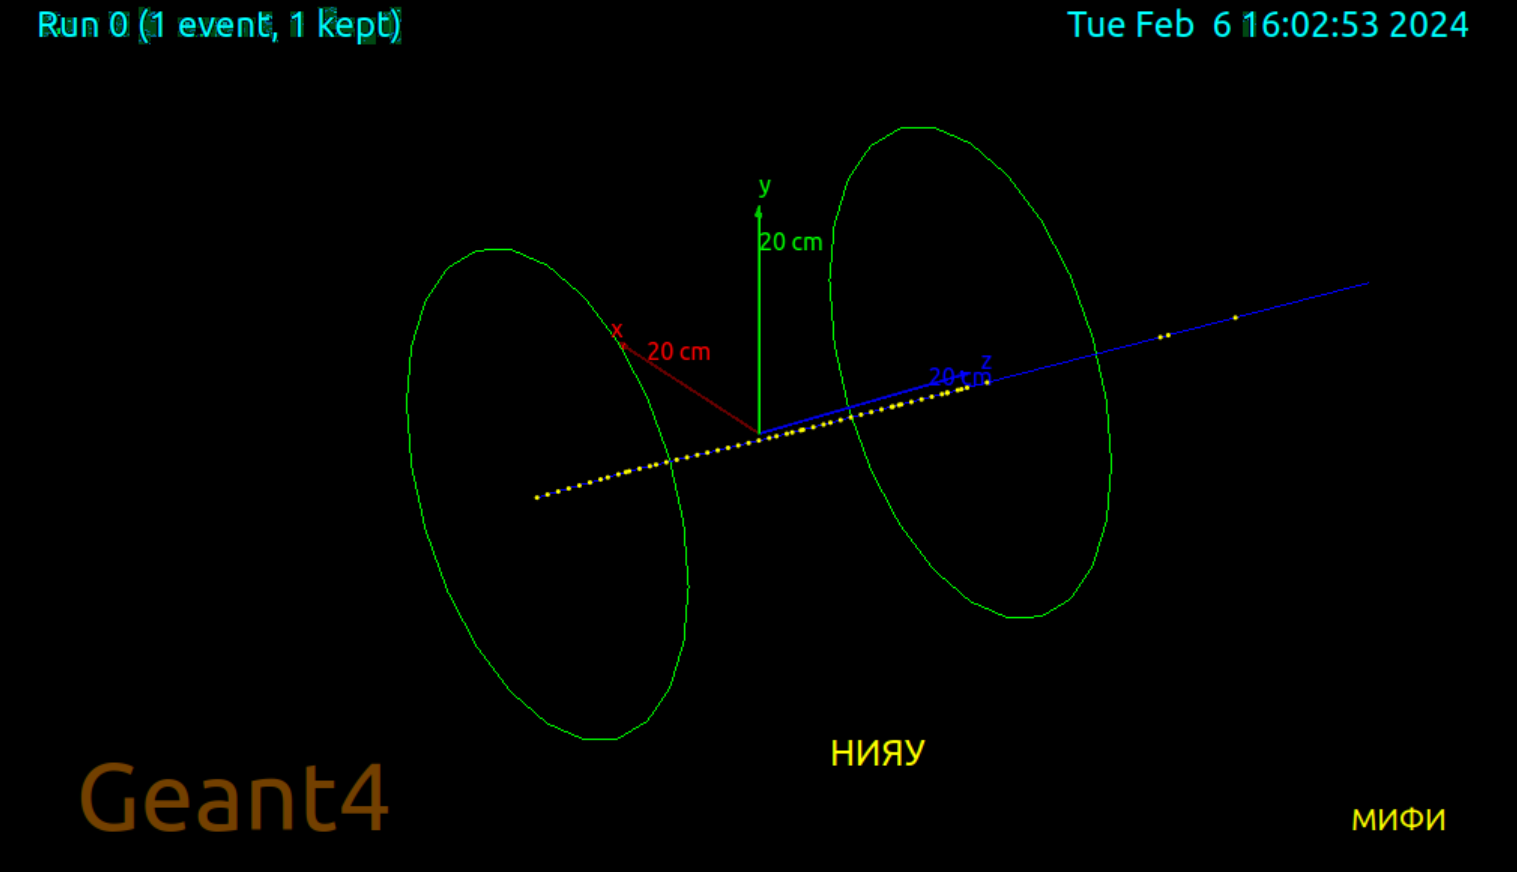 Run 0 (1 event, 1 kept)
Tue Feb  6 16:02:53 2024
y
20 cm
x
20 cm
z
20 cm
НИЯУ
Geant4
МИФИ